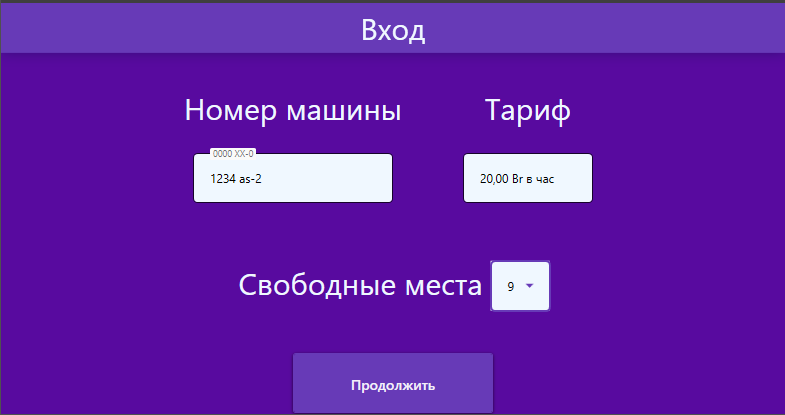 Вход
Номер машины
Тариф
0000 XX-0
1234 as-2
20,00 Br в час
Свободные места 9
Продолжить